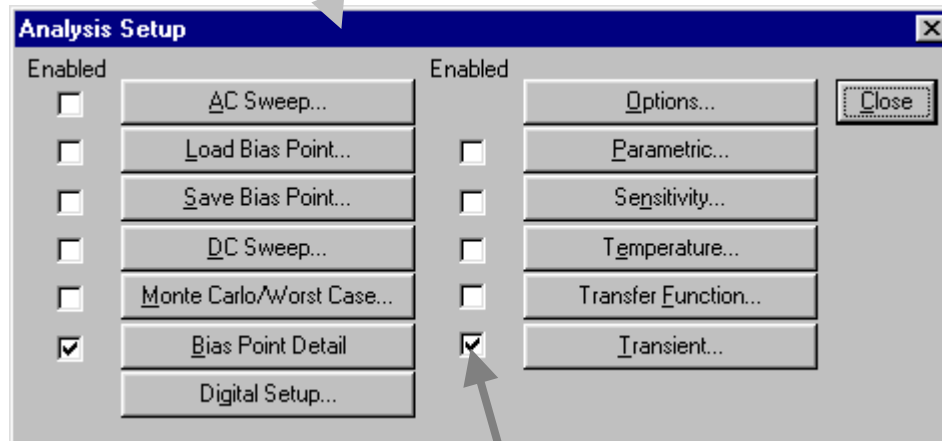 Analysis Setup
Enabled Enabled
AC Sweep... Options... Close
Load Bias Point... Parametric...
Save Bias Point... Sensitivity...
DC Sweep... Temperature...
Monte Carlo/Worst Case... Transfer Function...
Bias Point Detail Transient...
Digital Setup...